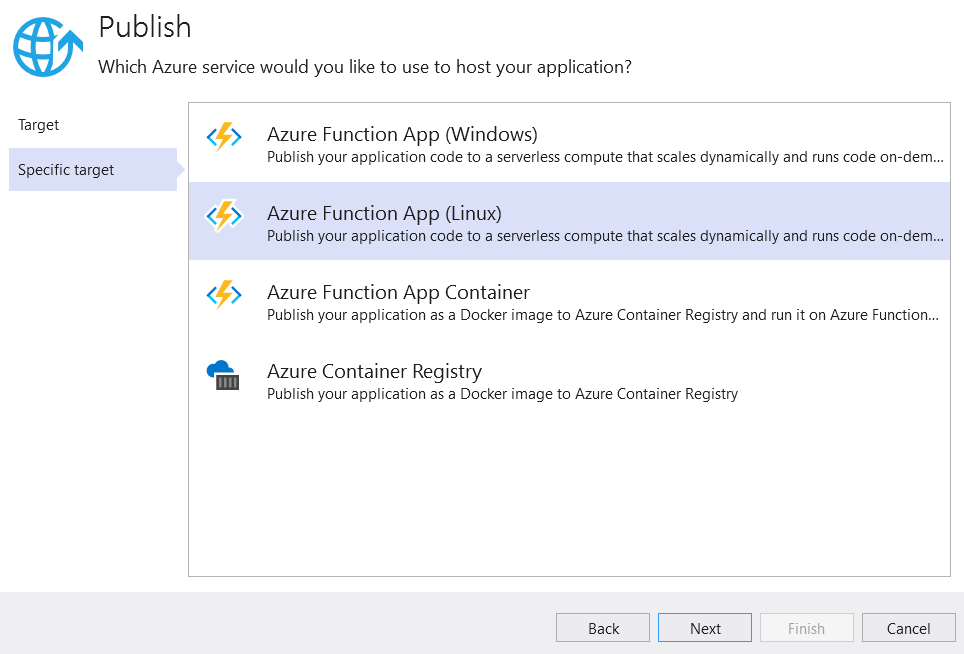 Publish
Which Azure service would you like to use to host your application?
Target
Specific target
Azure Function App (Windows)
Publish your application code to a serverless compute that scales dynamically and runs code on-dem...
Azure Function App (Linux)
Publish your application code to a serverless compute that scales dynamically and runs code on-dem...
Azure Function App Container
Publish your application as a Docker image to Azure Container Registry and run it on Azure Function...
Azure Container Registry
Publish your application as a Docker image to Azure Container Registry
Back
Next
Finish
Cancel